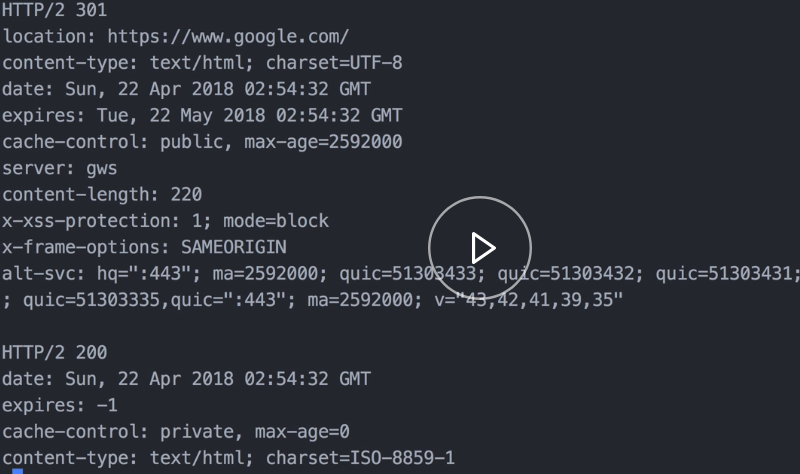 HTTP/2 301
location: https://www.google.com/
content-type: text/html; charset=UTF-8
date: Sun, 22 Apr 2018 02:54:32 GMT
expires: Tue, 22 May 2018 02:54:32 GMT
cache-control: public, max-age=2592000
server: gws
content-length: 220
x-xss-protection: 1; mode=block
x-frame-options: SAMEORIGIN
alt-svc: hq=":443"; ma=2592000; quic=51303433; quic=51303432; quic=51303431;
; quic=51303335,quic=":443"; ma=2592000; v="43,42,41,39,35"
HTTP/2 200
date: Sun, 22 Apr 2018 02:54:32 GMT
expires: -1
cache-control: private, max-age=0
content-type: text/html; charset=ISO-8859-1